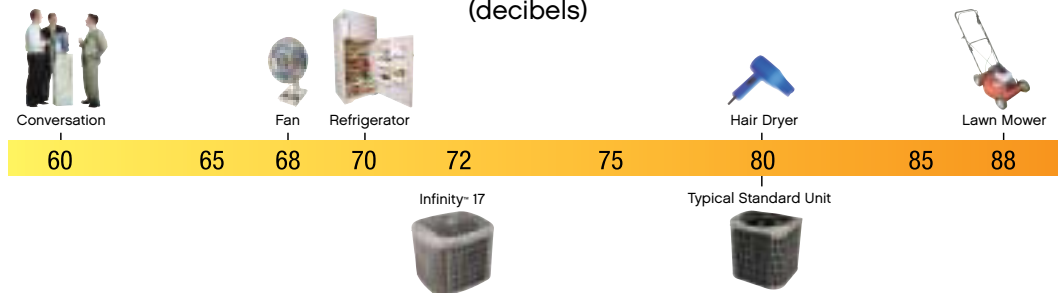 (decibels)
Conversation Fan Refrigerator Hair Dryer Lawn Mower
60 65 68 70 72 75 80 85 88
Infinity™ 17 Typical Standard Unit